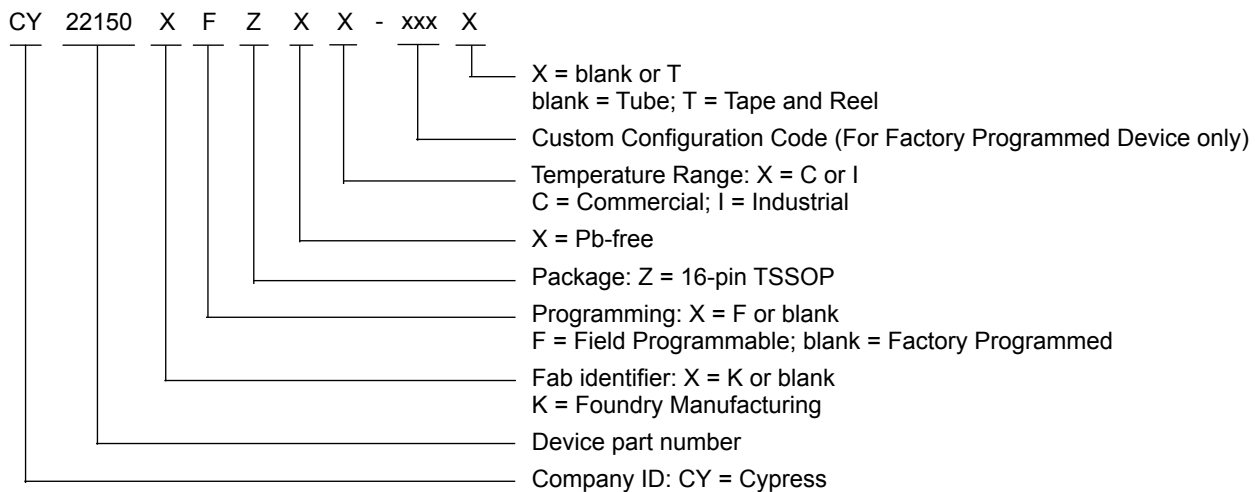 CY 22150 X F Z X X - xxx X
X = blank or T
blank = Tube; T = Tape and Reel
Custom Configuration Code (For Factory Programmed Device only)
Temperature Range: X = C or I
C = Commercial; I = Industrial
X = Pb-free
Package: Z = 16-pin TSSOP
Programming: X = F or blank
F = Field Programmable; blank = Factory Programmed
Fab identifier: X = K or blank
K = Foundry Manufacturing
Device part number
Company ID: CY = Cypress